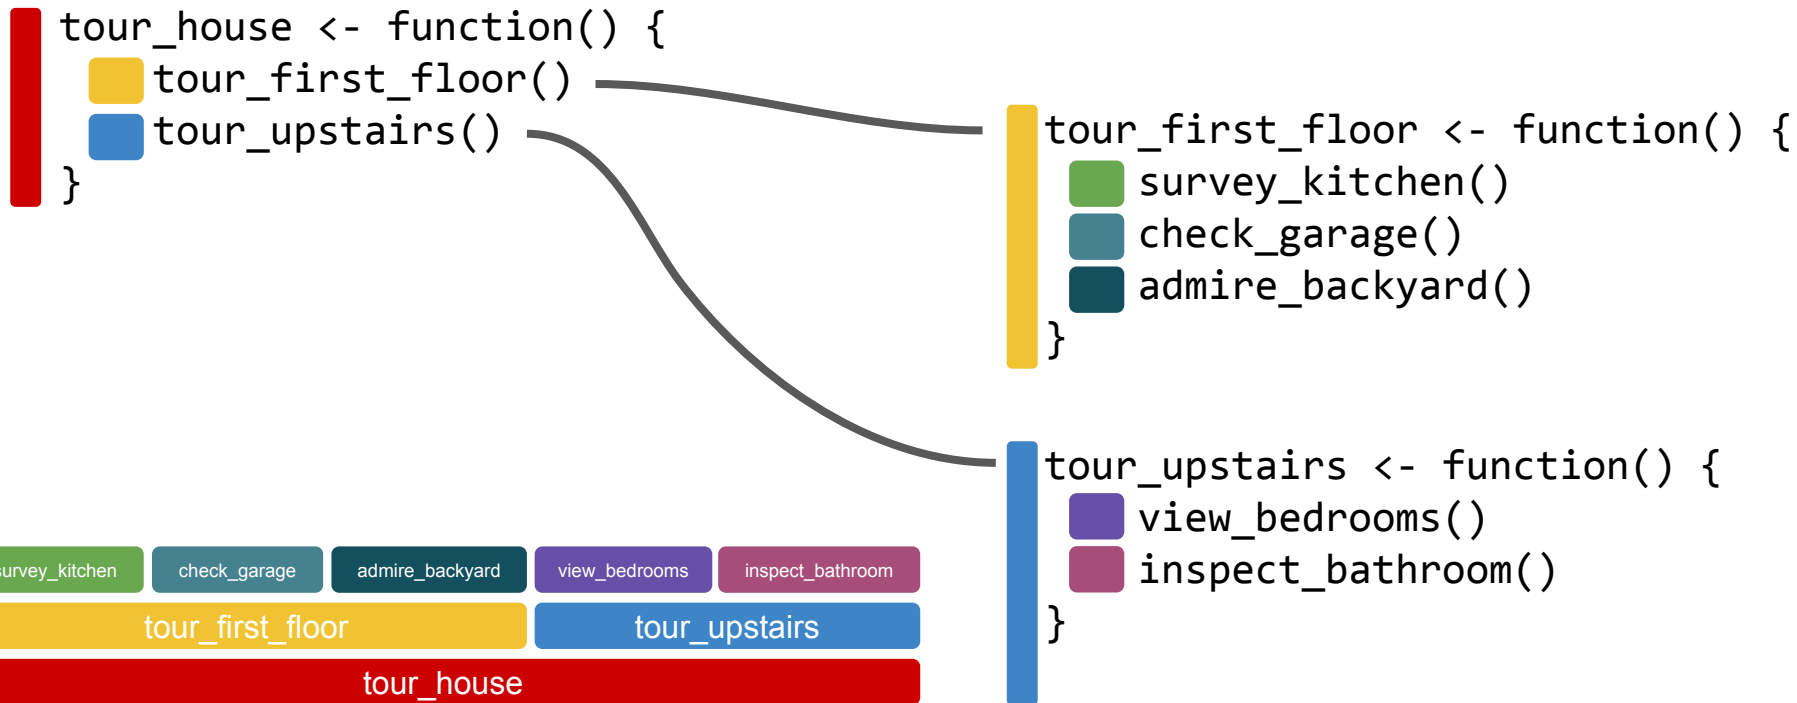 tour_house <- function() {
tour_first_floor()
tour_upstairs()
}
tour_first_floor <- function() {
survey_kitchen()
check_garage()
admire_backyard()
}
tour_upstairs <- function() {
view_bedrooms()
inspect_bathroom()
}
survey_kitchen check_garage admire_backyard view_bedrooms inspect_bathroom
tour_first_floor tour_upstairs
tour_house